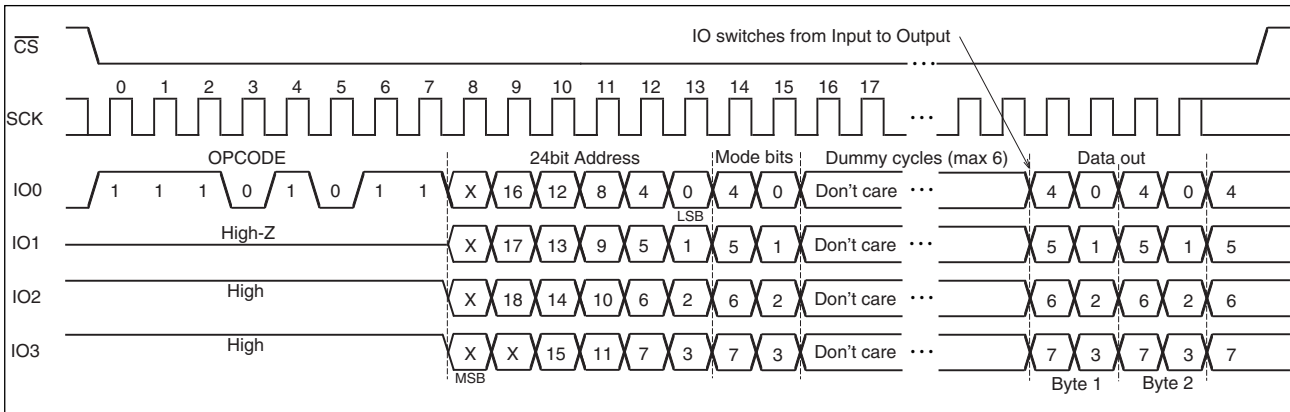 IO switches from Input to Output
CS
0 1 2 3 4 5 6 7 8 9 10 11 12 13 14 15 16 17
SCK
OPCODE 24bit Address Mode bits Dummy cycles (max 6) Data out
IO0 1 1 1 0 1 0 1 1 X 16 12 8 4 0 4 0 Don't care ... 4 0 4 0 4
LSB
IO1 High-Z X 17 13 9 5 1 5 1 Don't care ... 5 1 5 1 5
IO2 High X 18 14 10 6 2 6 2 Don't care ... 6 2 6 2 6
IO3 High X X 15 11 7 3 7 3 Don't care ... 7 3 7 3 7
MSB
Byte 1 Byte 2